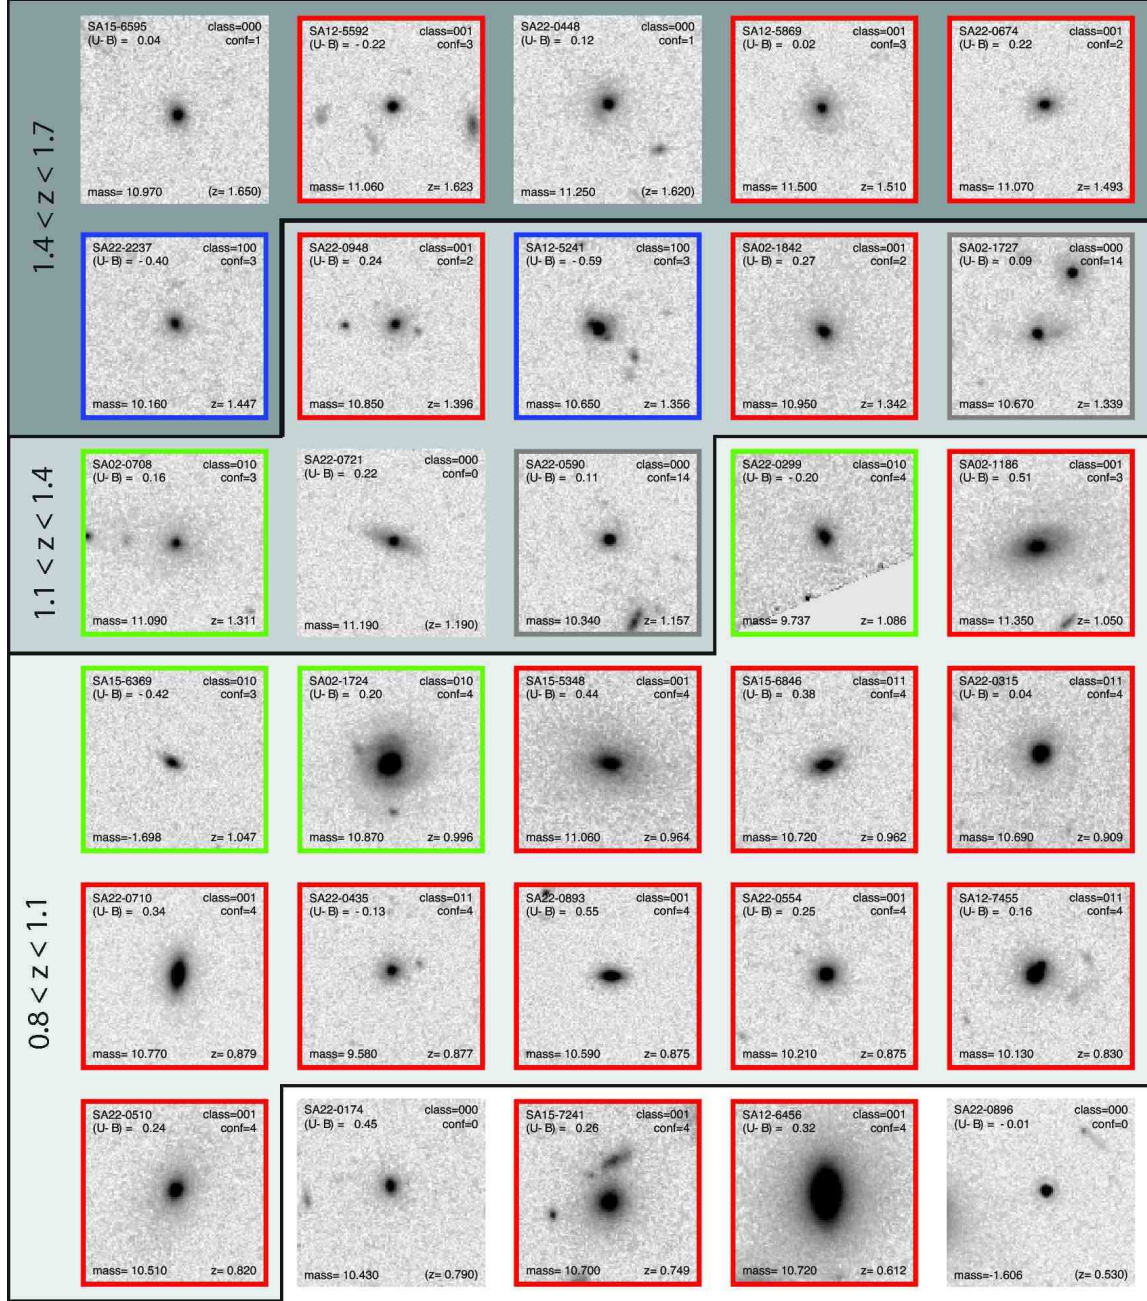 1.4 < z < 1.7
SA15-6595 class=000
(U- B) = 0.04 conf=1
mass= 10.970 (z= 1.650)
SA12-5592 class=001
(U- B) = - 0.22 conf=3
mass= 11.060 z= 1.623
SA22-0448 class=000
(U- B) = 0.12 conf=1
mass= 11.250 (z= 1.620)
SA12-5869 class=001
(U- B) = 0.02 conf=3
mass= 11.500 z= 1.510
SA22-0674 class=001
(U- B) = 0.22 conf=2
mass= 11.070 z= 1.493
SA22-2237 class=100
(U- B) = - 0.40 conf=3
mass= 10.160 z= 1.447
SA22-0948 class=001
(U- B) = 0.24 conf=2
mass= 10.850 z= 1.396
SA12-5241 class=100
(U- B) = - 0.59 conf=3
mass= 10.650 z= 1.356
SA02-1842 class=001
(U- B) = 0.27 conf=2
mass= 10.950 z= 1.342
SA02-1727 class=000
(U- B) = 0.09 conf=14
mass= 10.670 z= 1.339
1.1 < z < 1.4
SA02-0708 class=010
(U- B) = 0.16 conf=3
mass= 11.090 z= 1.311
SA22-0721 class=000
(U- B) = 0.22 conf=0
mass= 11.190 (z= 1.190)
SA22-0590 class=000
(U- B) = 0.11 conf=14
mass= 10.340 z= 1.157
SA22-0299 class=010
(U- B) = - 0.20 conf=4
mass= 9.737 z= 1.086
SA02-1186 class=001
(U- B) = 0.51 conf=3
mass= 11.350 z= 1.050
0.8 < z < 1.1
SA15-6369 class=010
(U- B) = - 0.42 conf=3
mass=-1.698 z= 1.047
SA02-1724 class=010
(U- B) = 0.20 conf=4
mass= 10.870 z= 0.996
SA15-5348 class=001
(U- B) = 0.44 conf=4
mass= 11.060 z= 0.964
SA15-6846 class=011
(U- B) = 0.38 conf=4
mass= 10.720 z= 0.962
SA22-0315 class=011
(U- B) = 0.04 conf=4
mass= 10.690 z= 0.909
SA22-0710 class=001
(U- B) = 0.34 conf=4
mass= 10.770 z= 0.879
SA22-0435 class=011
(U- B) = - 0.13 conf=4
mass= 9.580 z= 0.877
SA22-0893 class=001
(U- B) = 0.55 conf=4
mass= 10.590 z= 0.875
SA22-0554 class=001
(U- B) = 0.25 conf=4
mass= 10.210 z= 0.875
SA12-7455 class=011
(U- B) = 0.16 conf=4
mass= 10.130 z= 0.830
SA22-0510 class=001
(U- B) = 0.24 conf=4
mass= 10.510 z= 0.820
SA22-0174 class=000
(U- B) = 0.45 conf=0
mass= 10.430 (z= 0.790)
SA15-7241 class=001
(U- B) = 0.26 conf=4
mass= 10.700 z= 0.749
SA12-6456 class=001
(U- B) = 0.32 conf=4
mass= 10.720 z= 0.612
SA22-0896 class=000
(U- B) = - 0.01 conf=0
mass=-1.606 (z= 0.530)